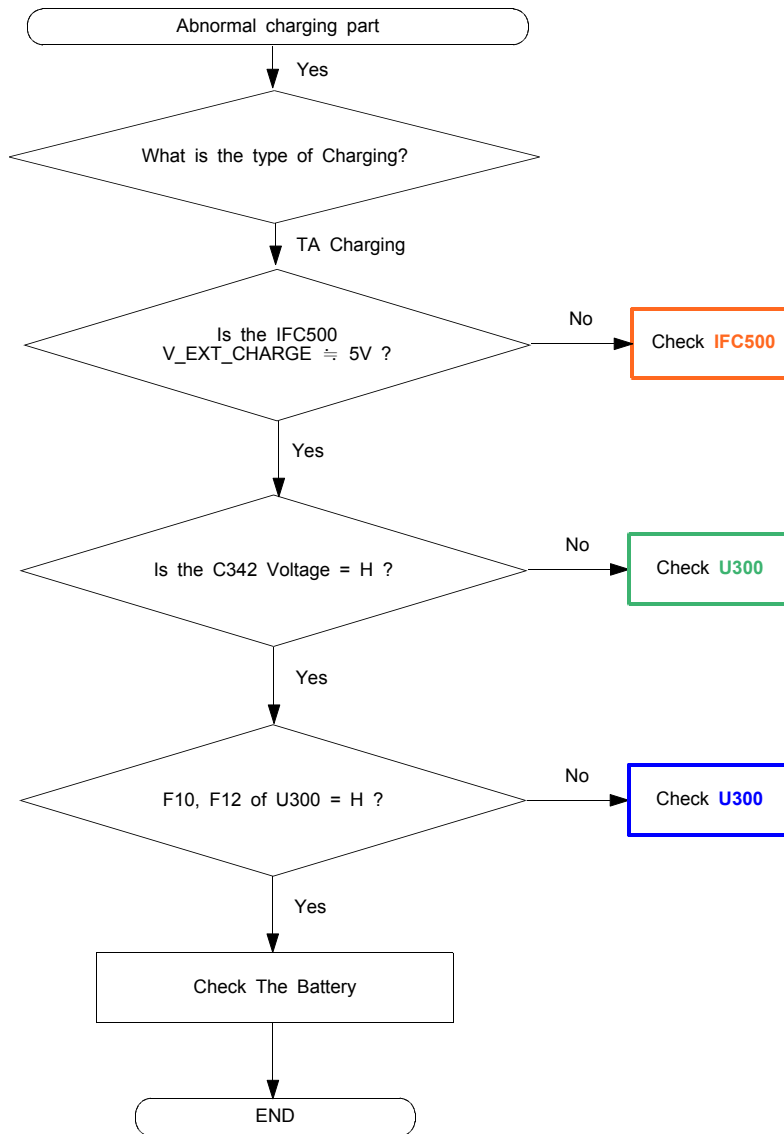 Abnormal charging part
Yes
What is the type of Charging?
TA Charging
Is the IFC500
V_EXT_CHARGE ≒ 5V ?
No
Check IFC500
Yes
Is the C342 Voltage = H ?
No
Check U300
Yes
F10, F12 of U300 = H ?
No
Check U300
Yes
Check The Battery
END